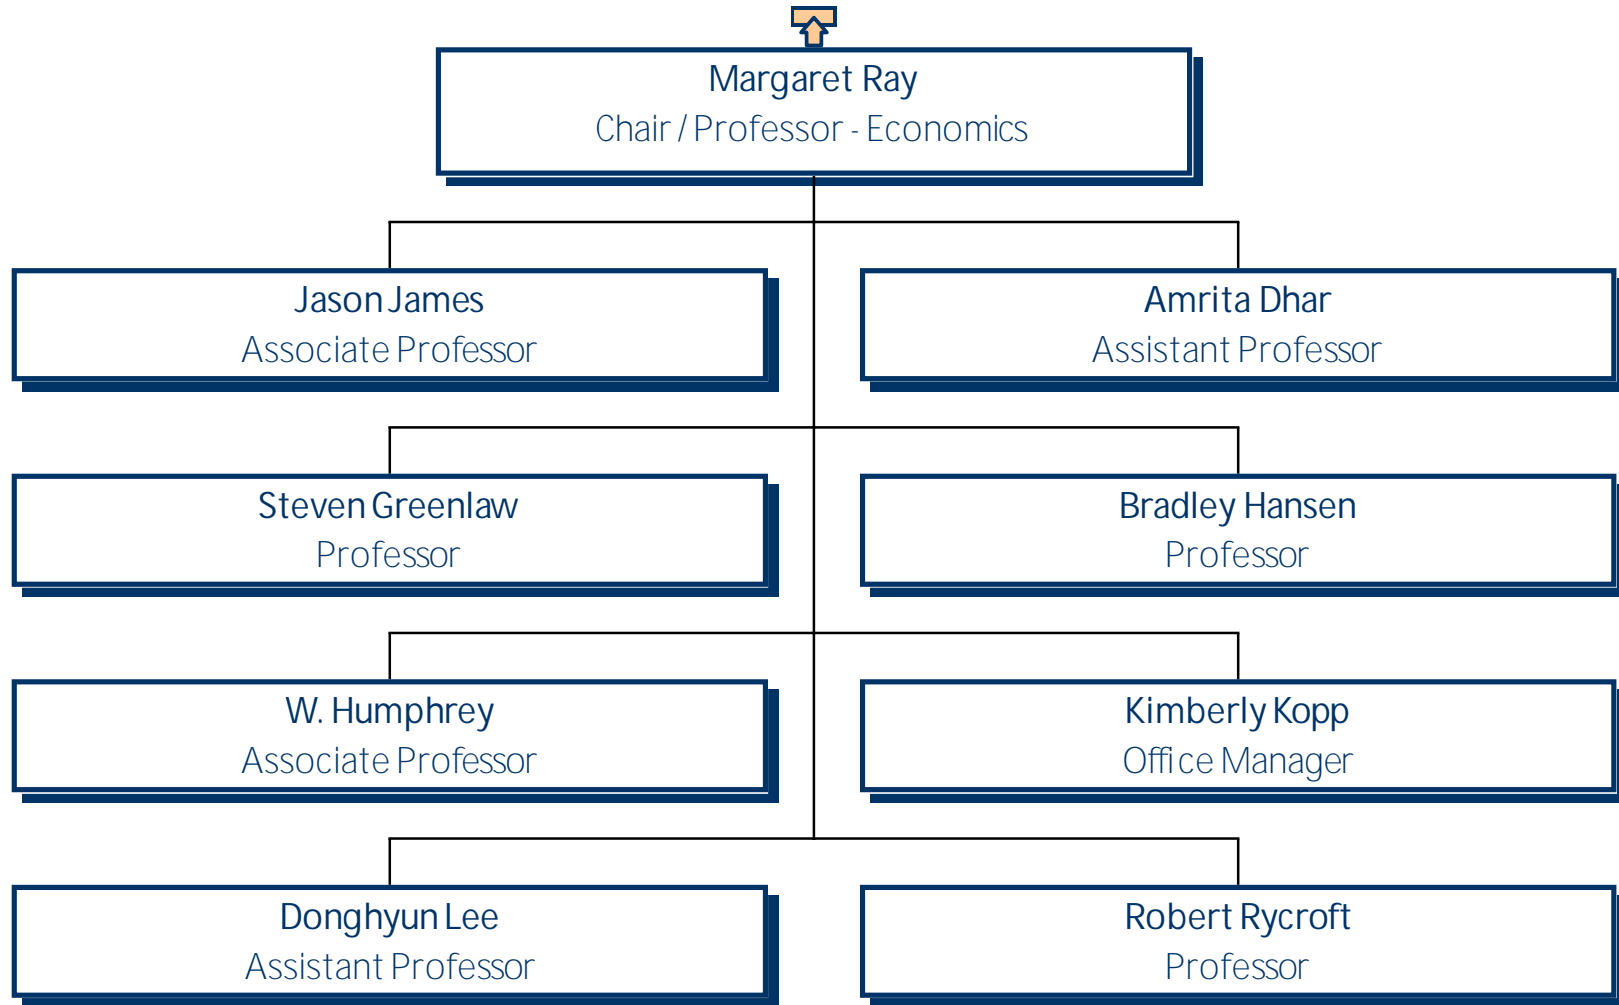 Margaret Ray
Chair / Professor - Economics
Jason James
Associate Professor
Amrita Dhar
Assistant Professor
Steven Greenlaw
Professor
Bradley Hansen
Professor
W. Humphrey
Associate Professor
Kimberly Kopp
Office Manager
Donghyun Lee
Assistant Professor
Robert Rycroft
Professor